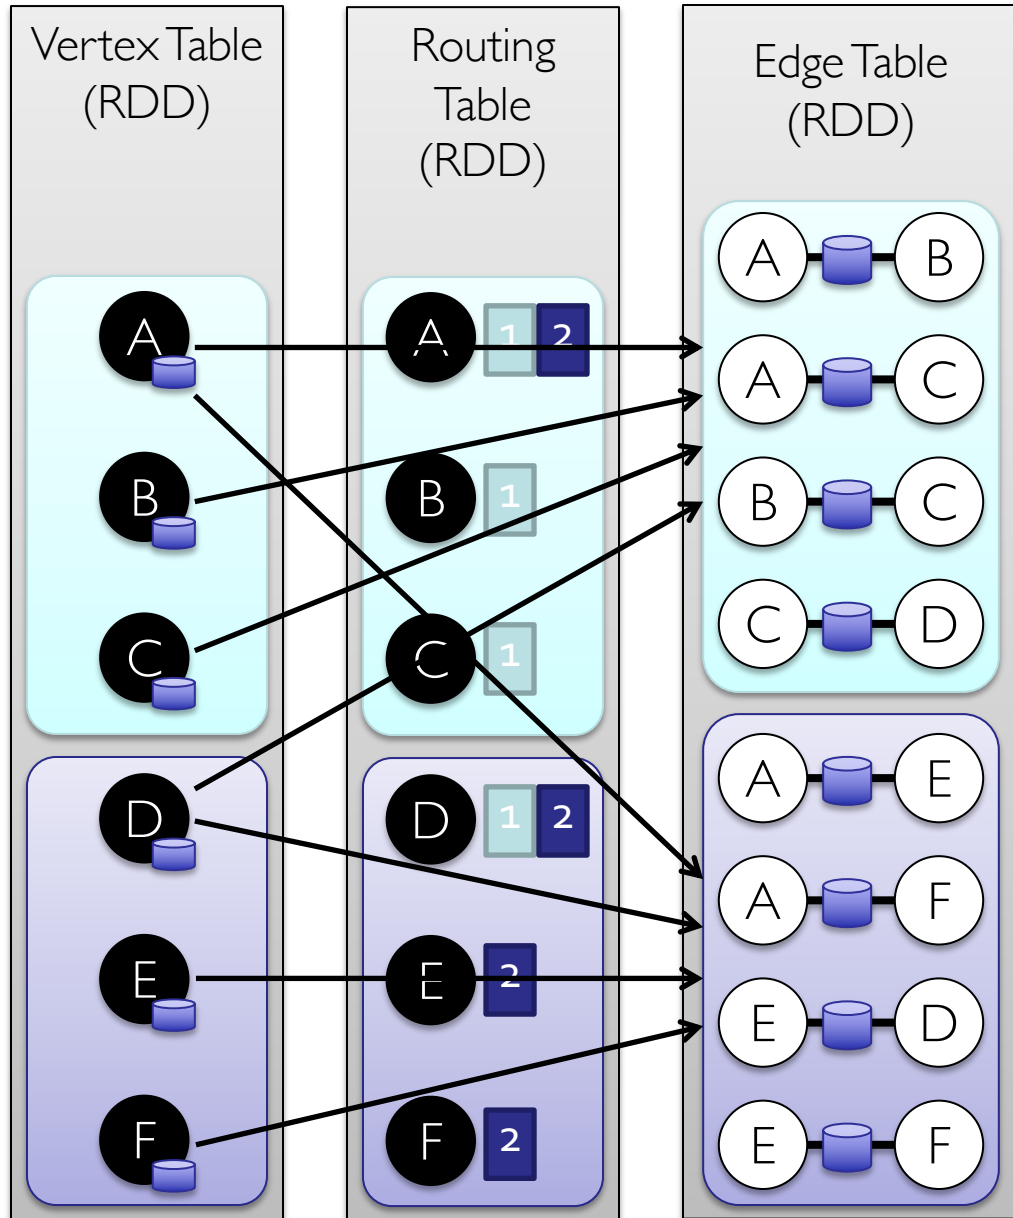 Vertex Table
(RDD)
A
B
C
D
E
F
Routing
Table
(RDD)
A 1 2
B 1
C 1
D 1 2
E 2
F 2
Edge Table
(RDD)
A B
A C
B C
C D
A E
A F
E D
E F